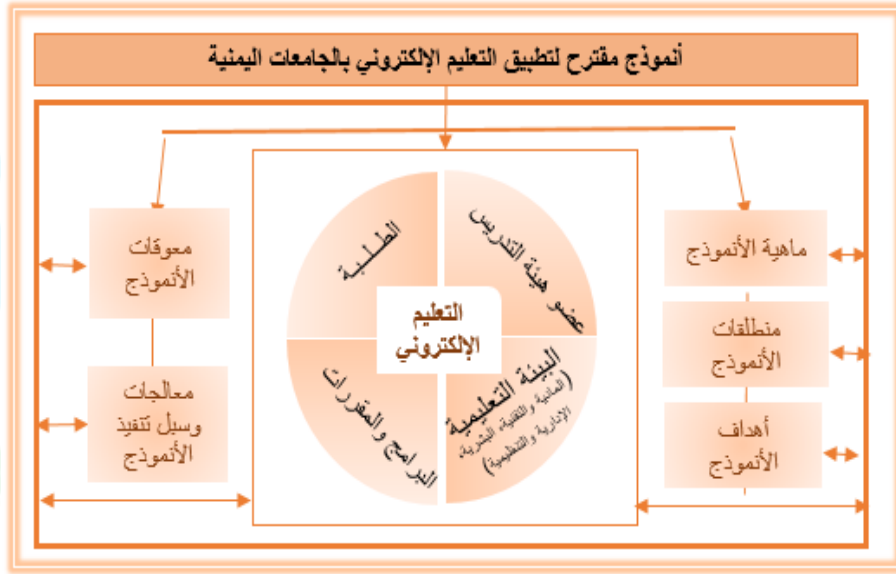 أنموذج مقترح لتطبيق التعليم الإلكتروني بالجامعات اليمنية
ماهية الأنموذج
منطلقات
الأنموذج
أهداف
الأنموذج
عضو هيئة التدريس
الطلبة
التعليم
الإلكتروني
البيئة التعليمية
(المادية والتقنية، البشرية،
الإدارية والتنظيمية)
البرامج والمقررات
معوقات
الأنموذج
معالجات
وسبل تنفيذ
الأنموذج